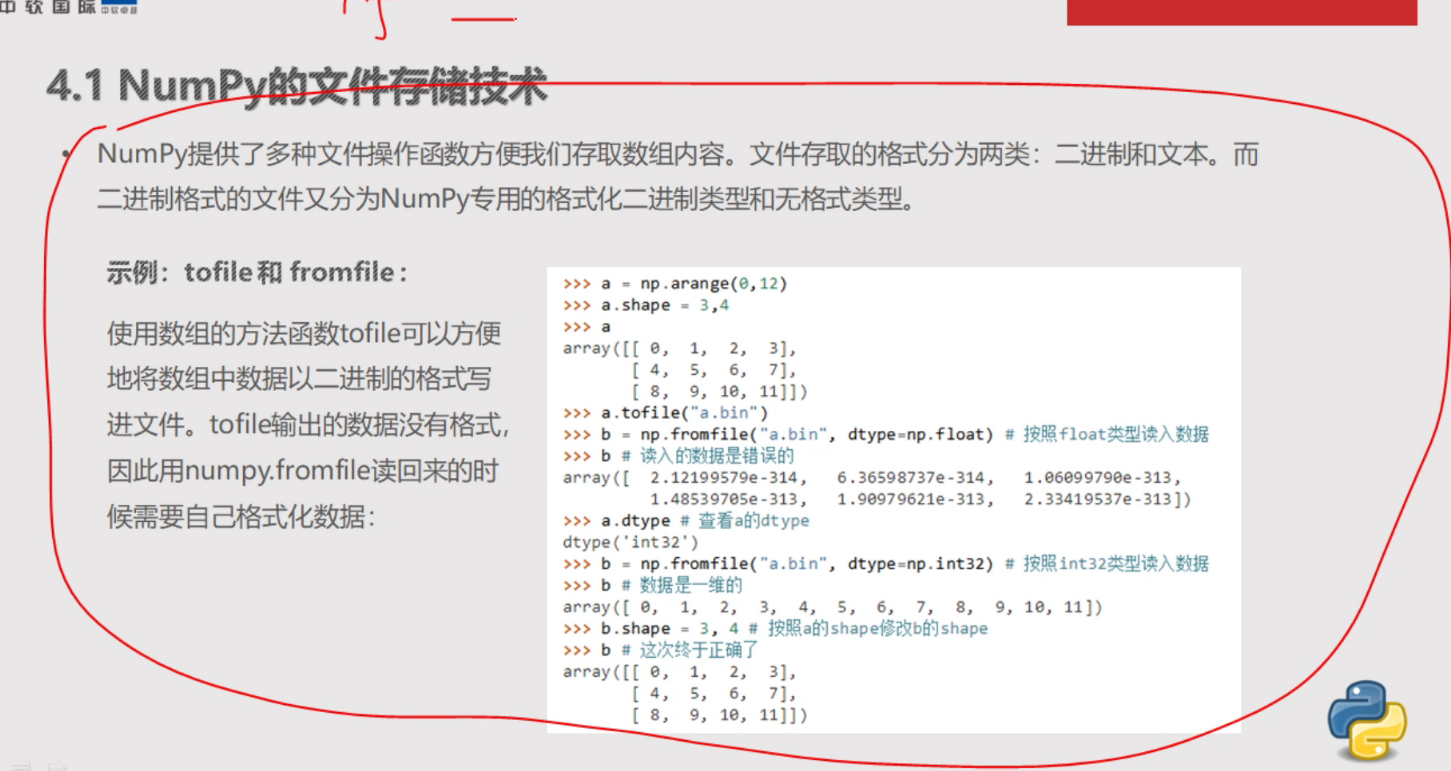 中软国际
4.1 NumPy的文件存储技术
• NumPy提供了多种文件操作函数方便我们存取数组内容。文件存取的格式分为两类：二进制和文本。而
二进制格式的文件又分为NumPy专用的格式化二进制类型和无格式类型。
示例：tofile 和 fromfile：
使用数组的方法函数tofile可以方便
地将数组中数据以二进制的格式写
进文件。tofile输出的数据没有格式，
因此用numpy.fromfile读回来的时
候需要自己格式化数据：
>>> a = np.arange(0,12)
>>> a.shape = 3,4
>>> a
array([[ 0,  1,  2,  3],
       [ 4,  5,  6,  7],
       [ 8,  9, 10, 11]])
>>> a.tofile("a.bin")
>>> b = np.fromfile("a.bin", dtype=np.float) # 按照float类型读入数据
>>> b # 读入的数据是错误的
array([  2.12199579e-314,   6.36598737e-314,   1.06099790e-313,
         1.48539705e-313,   1.90979621e-313,   2.33419537e-313])
>>> a.dtype # 查看a的dtype
dtype('int32')
>>> b = np.fromfile("a.bin", dtype=np.int32) # 按照int32类型读入数据
>>> b # 数据是一维的
array([ 0,  1,  2,  3,  4,  5,  6,  7,  8,  9, 10, 11])
>>> b.shape = 3, 4 # 按照a的shape修改b的shape
>>> b # 这次终于正确了
array([[ 0,  1,  2,  3],
       [ 4,  5,  6,  7],
       [ 8,  9, 10, 11]])